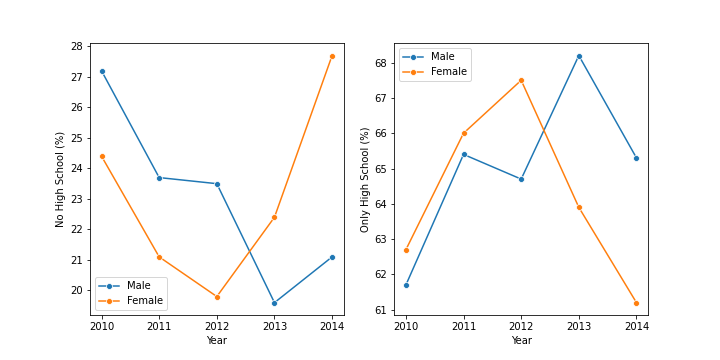 No High School (%)
28
27
26
25
24
23
22
21
20
2010 2011 2012 2013 2014
Year
Male
Female
Only High School (%)
68
67
66
65
64
63
62
61
2010 2011 2012 2013 2014
Year
Male
Female